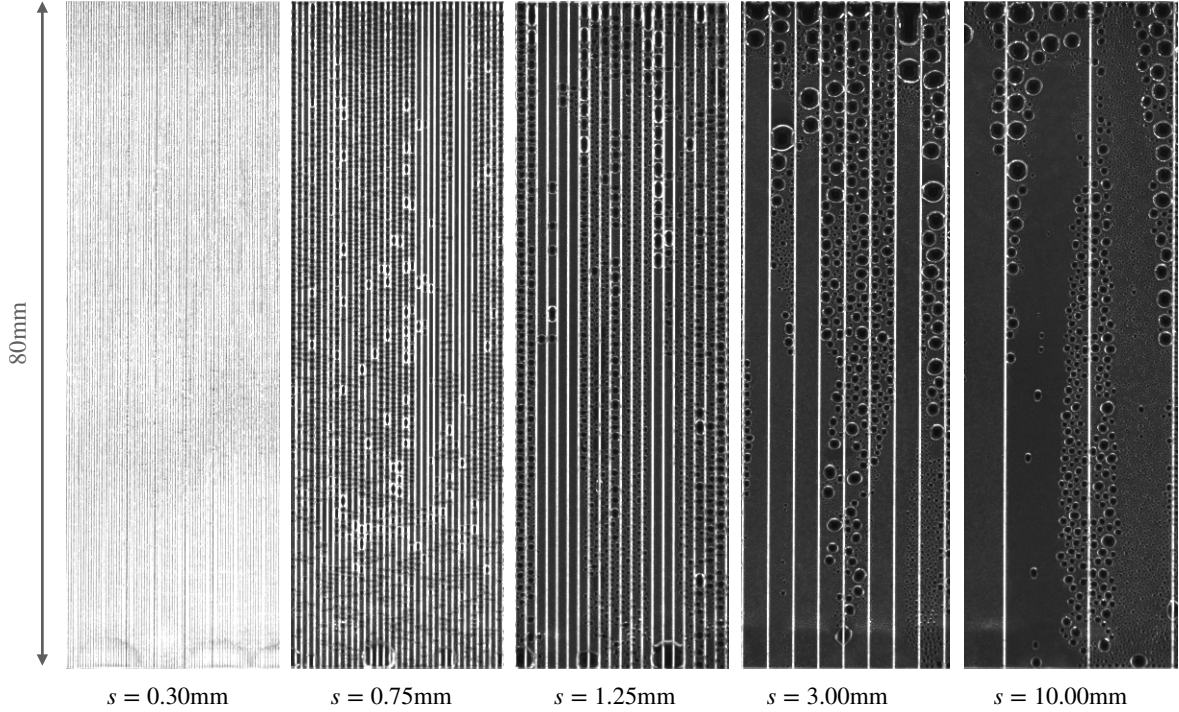 80mm
s = 0.30mm
s = 0.75mm
s = 1.25mm
s = 3.00mm
s = 10.00mm